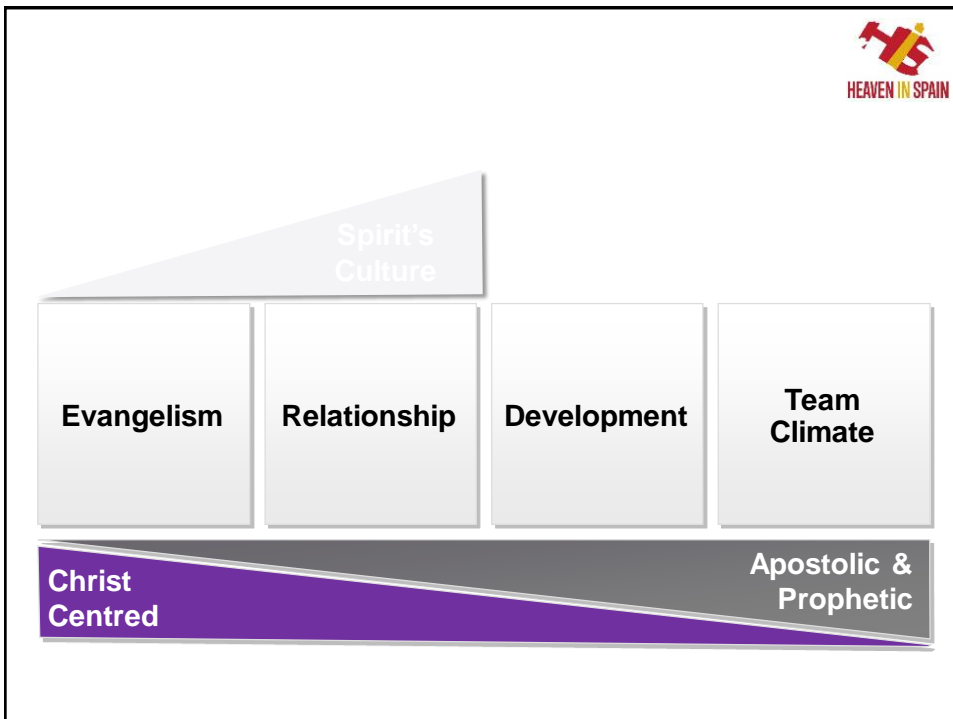 HEAVEN IN SPAIN
Spirit's
Culture
Evangelism
Relationship
Development
Team
Climate
Christ
Centred
Apostolic &
Prophetic